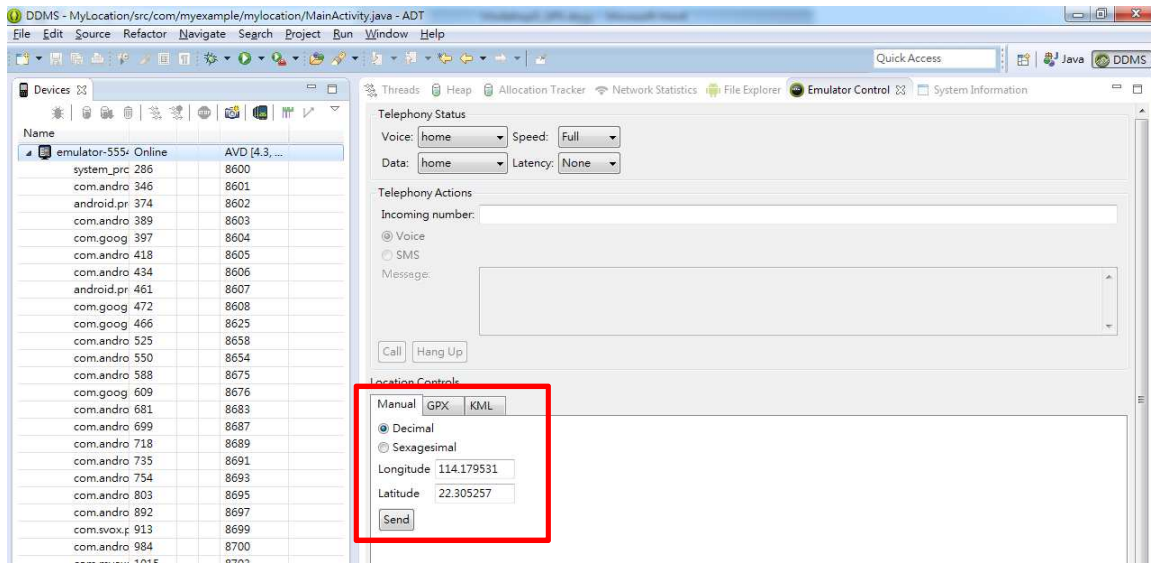 DDMS - MyLocation/src/com/myexample/mylocation/MainActivity.java - ADT
File Edit Source Refactor Navigate Search Project Run Window Help
Quick Access Java DDMS
Devices
Threads Heap Allocation Tracker Network Statistics File Explorer Emulator Control System Information
Name
emulator-5554 Online AVD [4.3, ...
system_prc 286 8600
com.andro 346 8601
android.pr 374 8602
com.andro 389 8603
com.goog 397 8604
com.andro 418 8605
com.andro 434 8606
android.pr 461 8607
com.goog 472 8608
com.goog 466 8625
com.andro 525 8658
com.andro 550 8654
com.andro 588 8675
com.goog 609 8676
com.andro 681 8683
com.andro 699 8687
com.andro 718 8689
com.andro 735 8691
com.andro 754 8693
com.andro 803 8695
com.andro 892 8697
com.svox.p 913 8699
com.andro 984 8700
Telephony Status
Voice: home Speed: Full
Data: home Latency: None
Telephony Actions
Incoming number:
Voice
SMS
Message:
Call Hang Up
Location Controls
Manual GPX KML
Decimal
Sexagesimal
Longitude 114.179531
Latitude 22.305257
Send